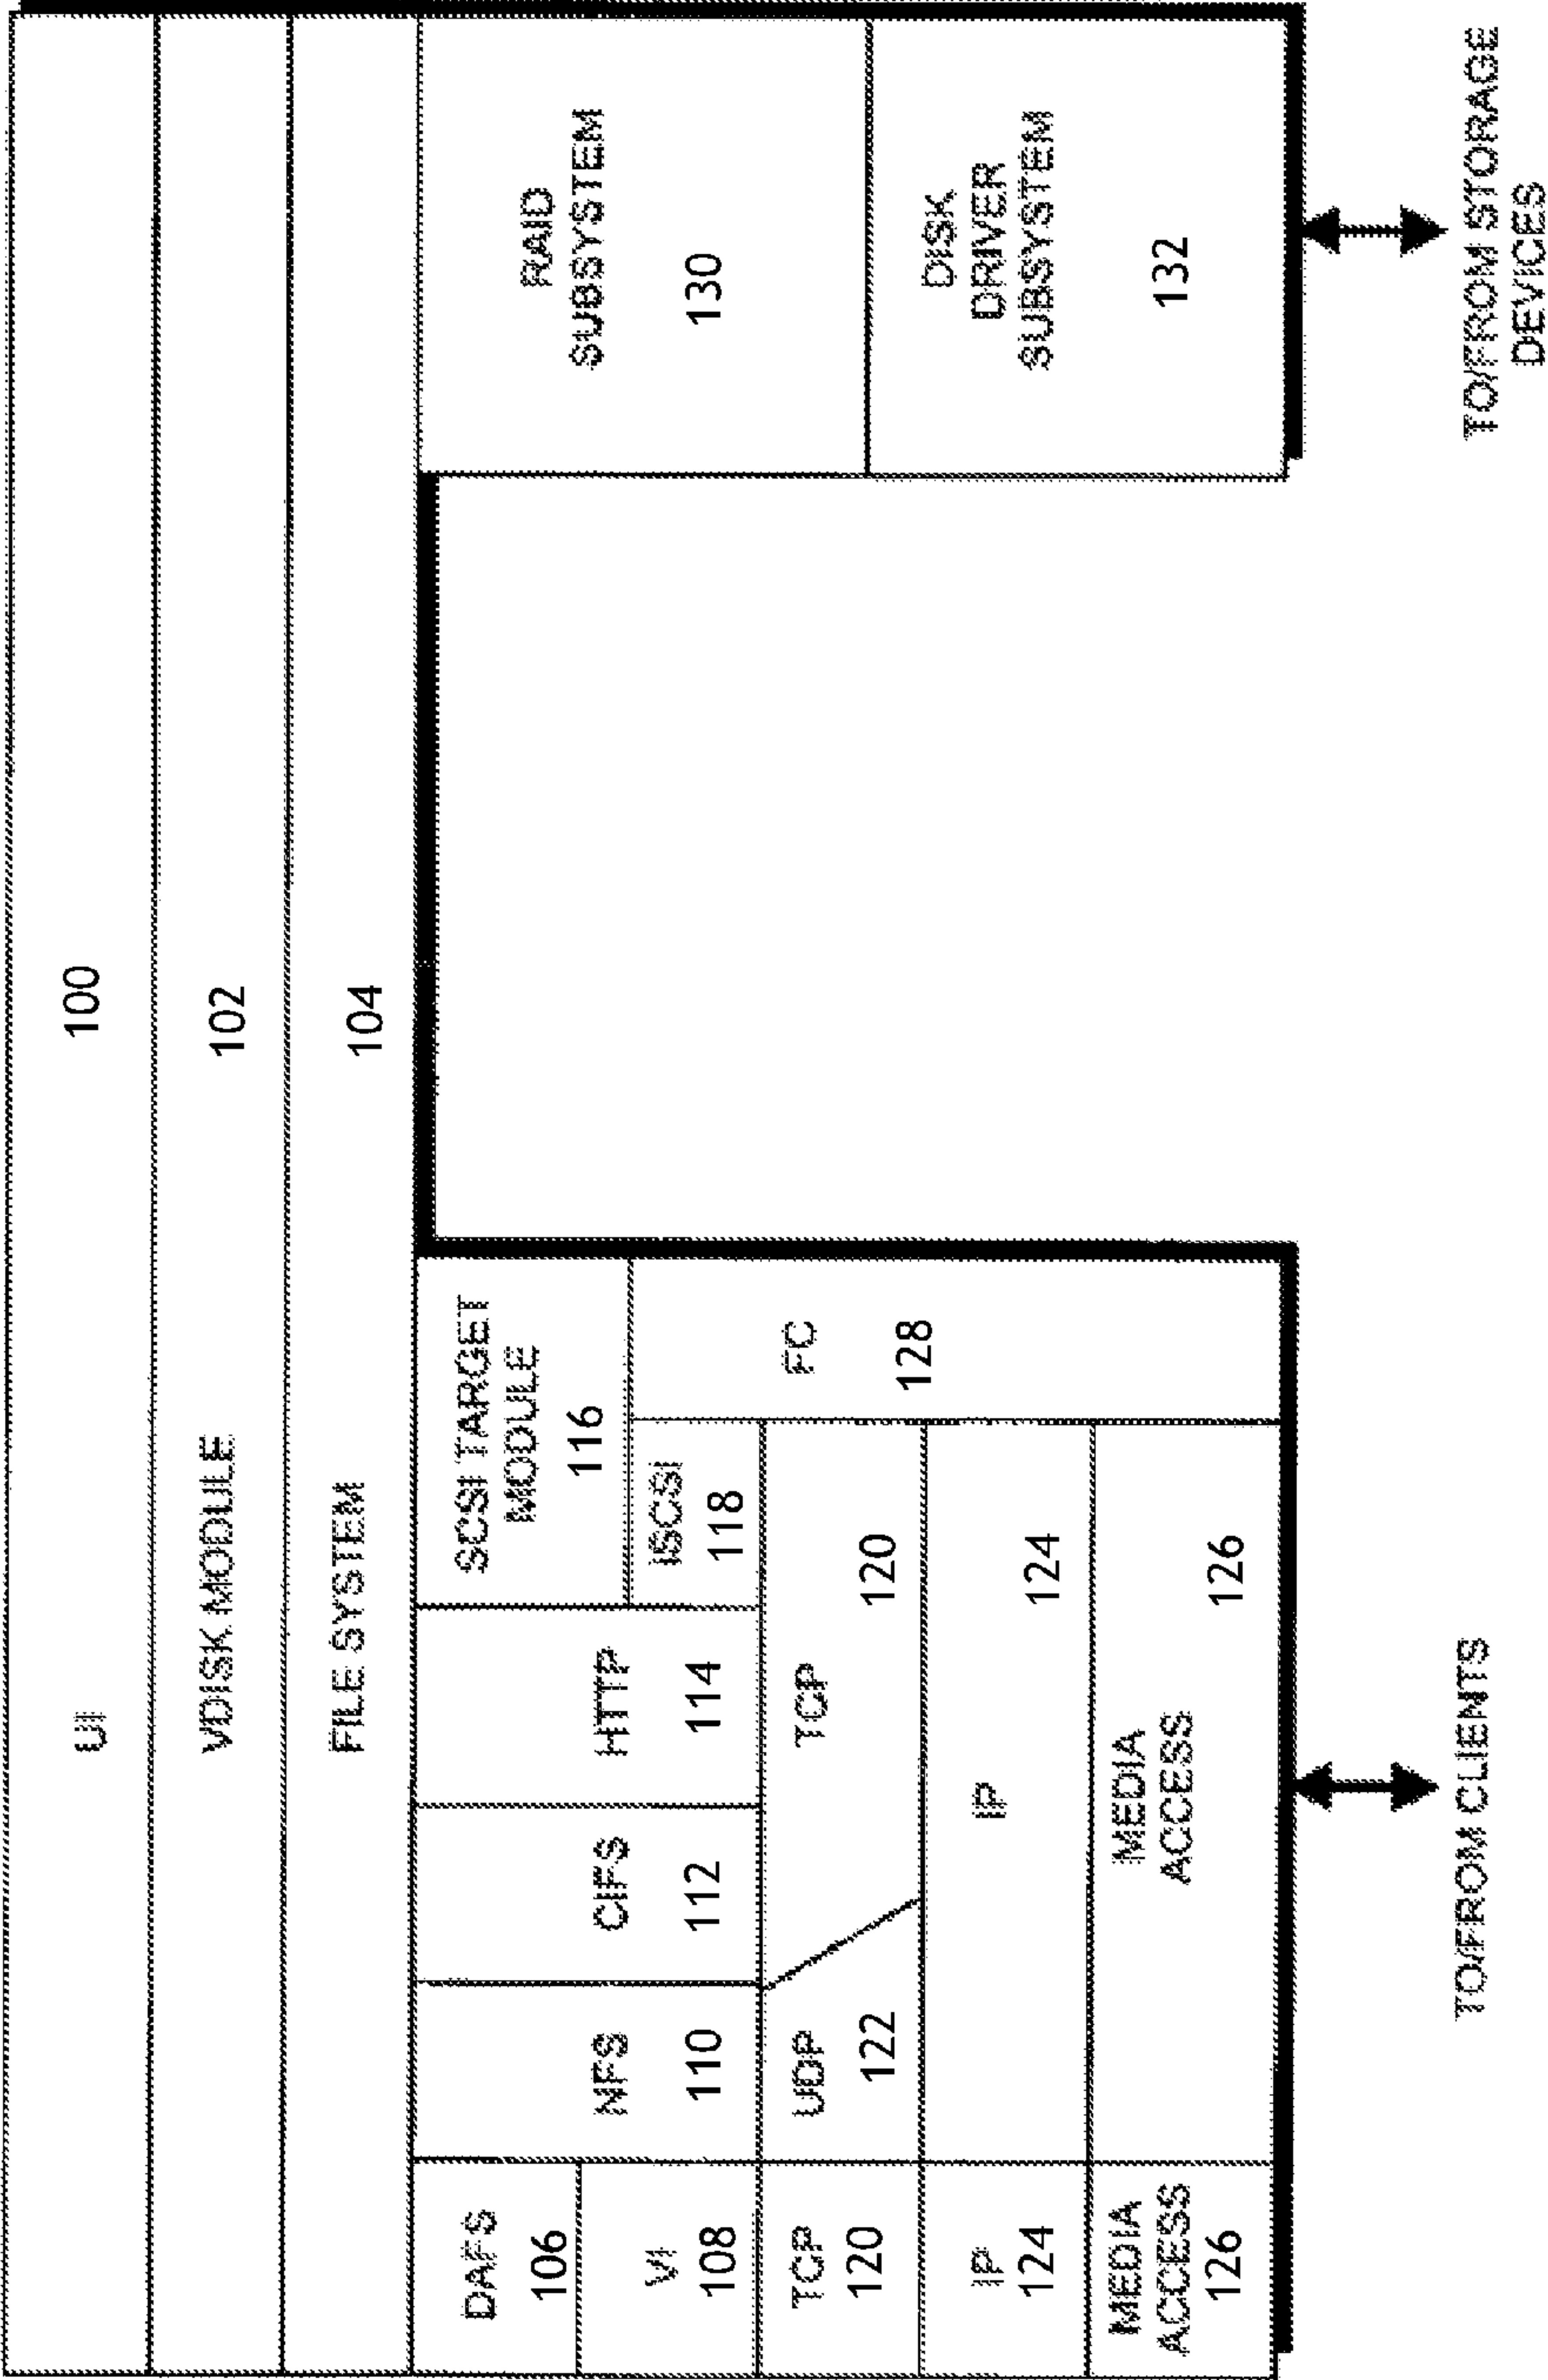 UI
100
VDISK MODULE
102
FILE SYSTEM
104
DAFS
106
VI
108
TCP
120
IP
124
MEDIA
ACCESS
126
NFS
110
CIFS
112
HTTP
114
SCSI TARGET
MODULE
116
ISCSI
118
FC
128
UDP
122
TCP
120
IP
124
MEDIA
ACCESS
126
RAID
SUBSYSTEM
130
DISK
DRIVER
SUBSYSTEM
132
TO/FROM CLIENTS
TO/FROM STORAGE
DEVICES